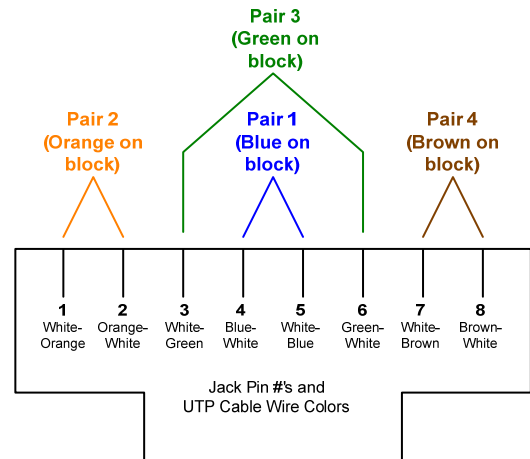 Pair 3
(Green on
block)
Pair 2
(Orange on
block)
Pair 1
(Blue on
block)
Pair 4
(Brown on
block)
1
White-
Orange
2
Orange-
White
3
White-
Green
4
Blue-
White
5
White-
Blue
6
Green-
White
7
White-
Brown
8
Brown-
White
Jack Pin #'s and
UTP Cable Wire Colors